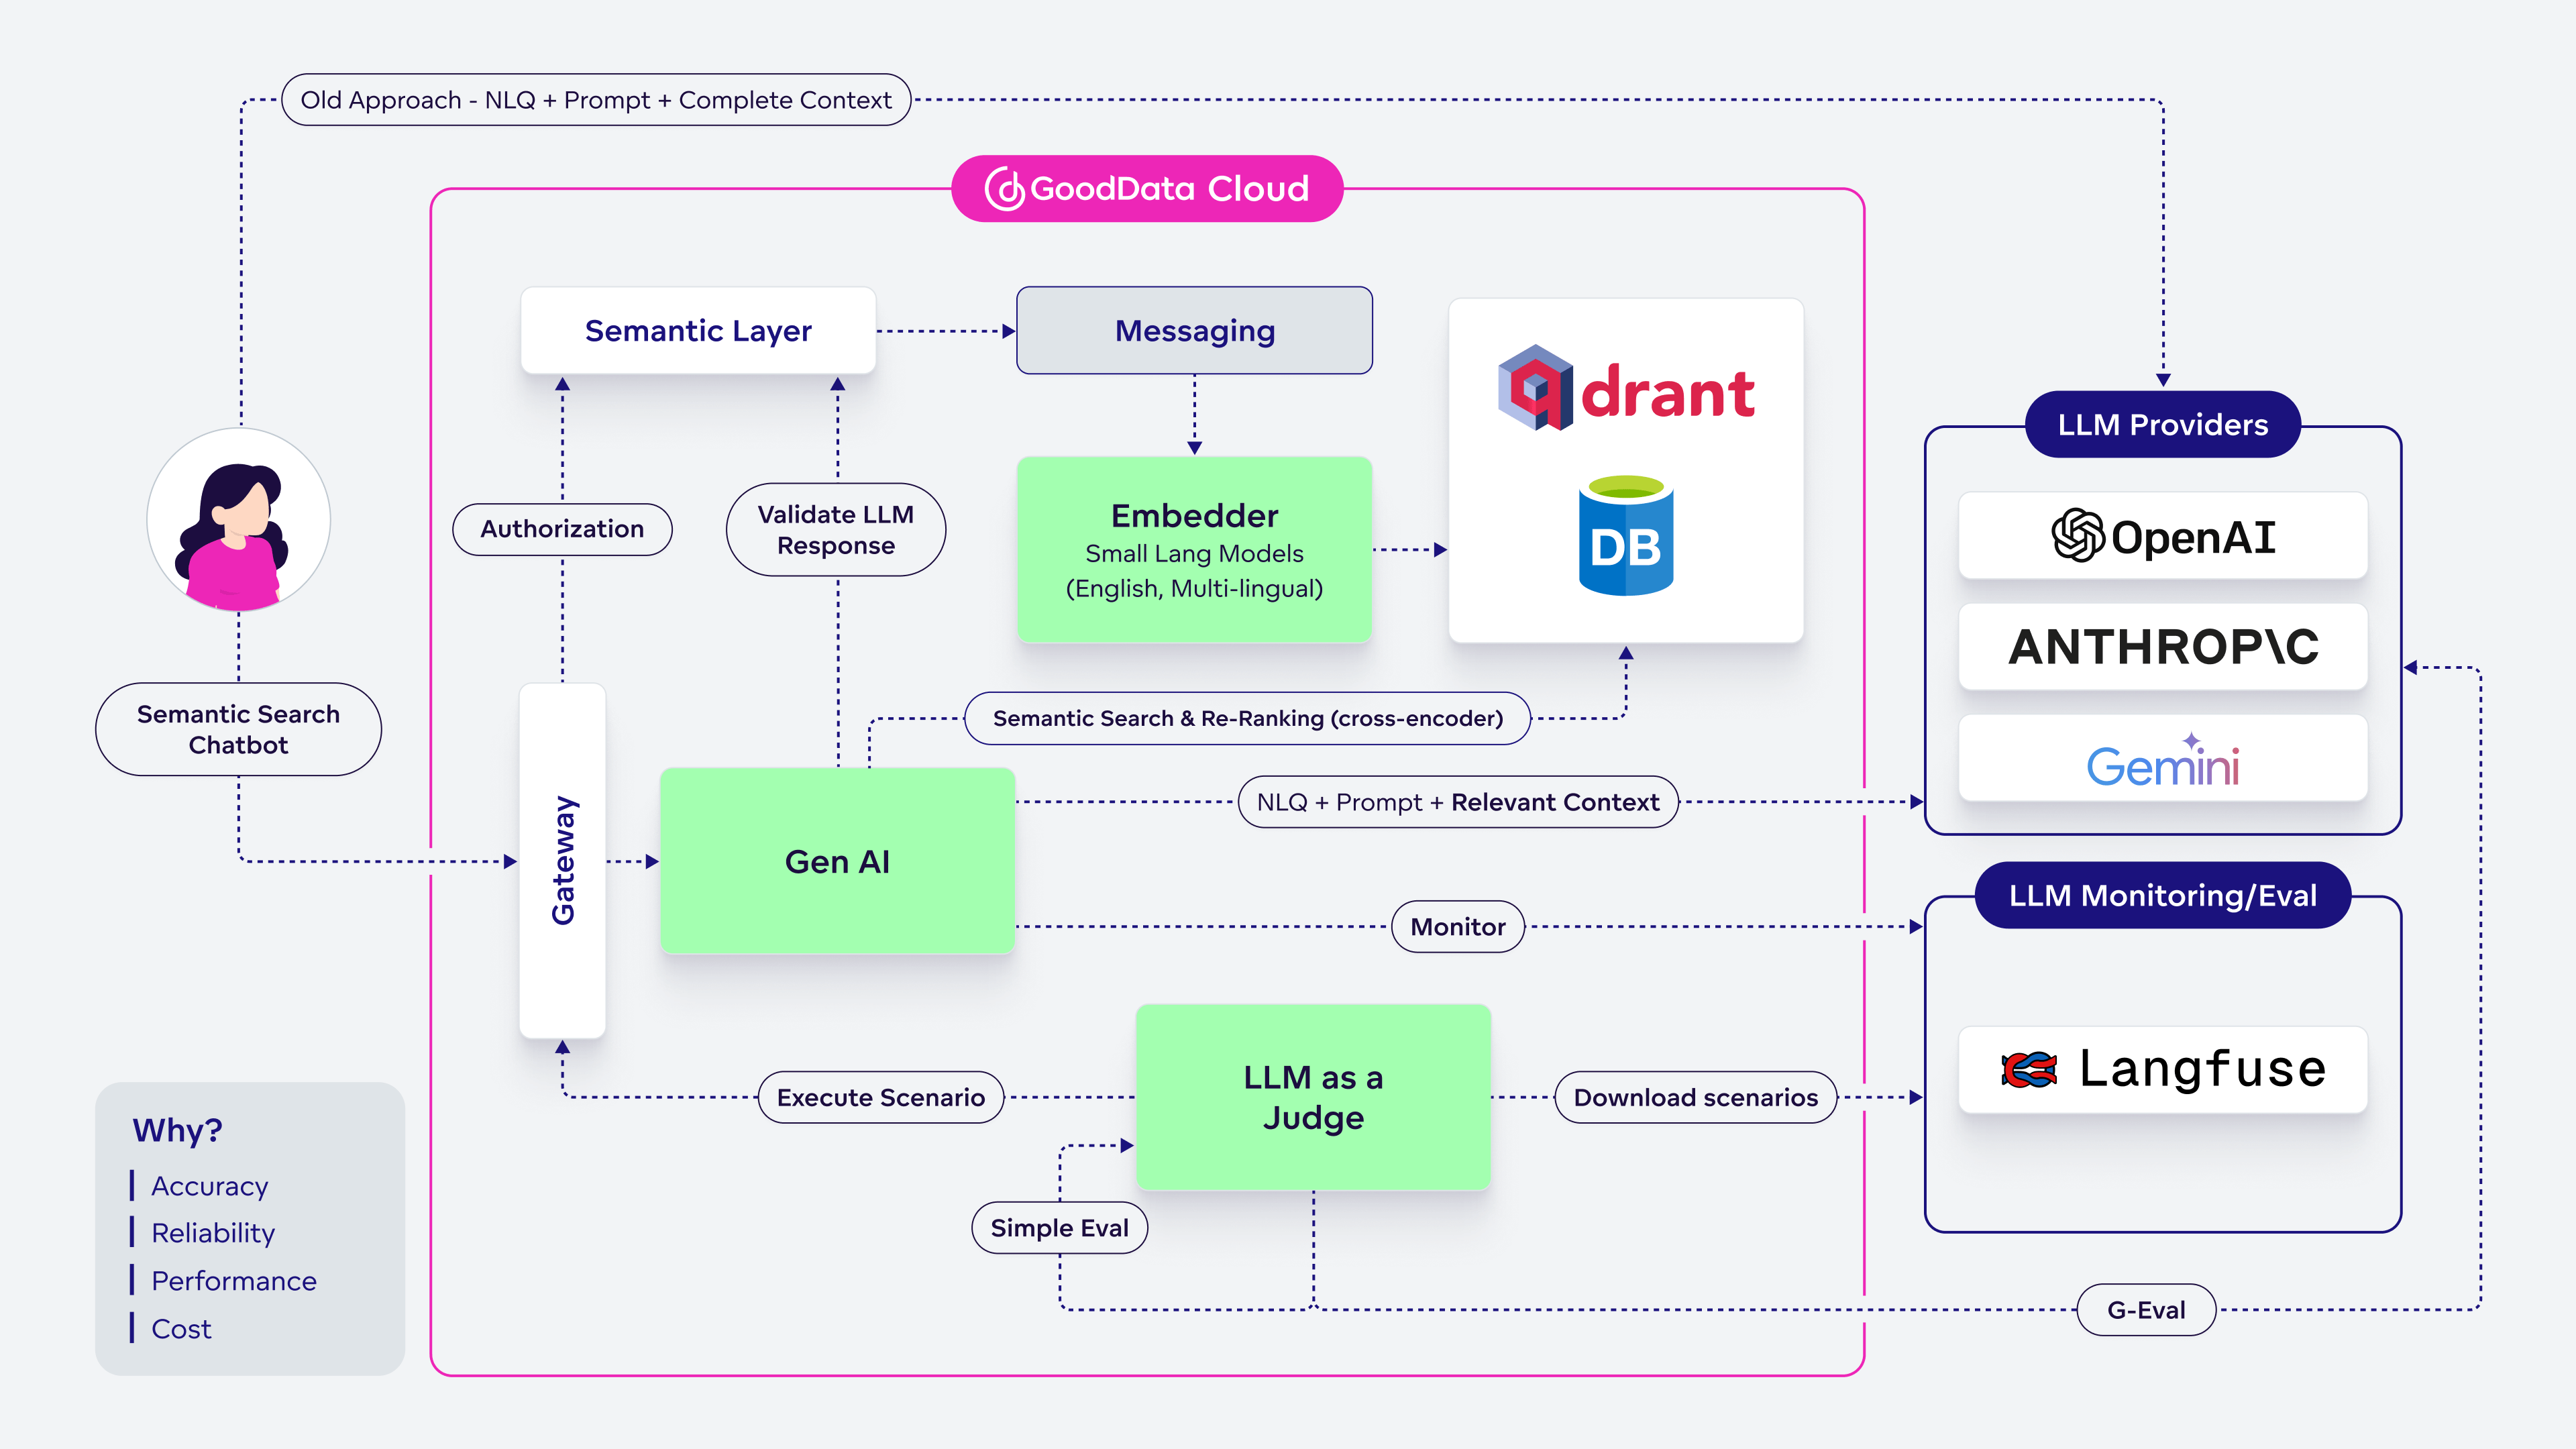 Old Approach - NLQ + Prompt + Complete Context
GoodData Cloud
Semantic Layer
Messaging
qdrant
DB
Embedder
Small Lang Models
(English, Multi-lingual)
Authorization
Validate LLM
Response
Semantic Search
Chatbot
Semantic Search & Re-Ranking (cross-encoder)
NLQ + Prompt + Relevant Context
Gateway
Gen AI
Monitor
LLM Providers
OpenAI
ANTHROP\C
Gemini
LLM Monitoring/Eval
Langfuse
Execute Scenario
LLM as a
Judge
Download scenarios
Simple Eval
G-Eval
Why?
Accuracy
Reliability
Performance
Cost